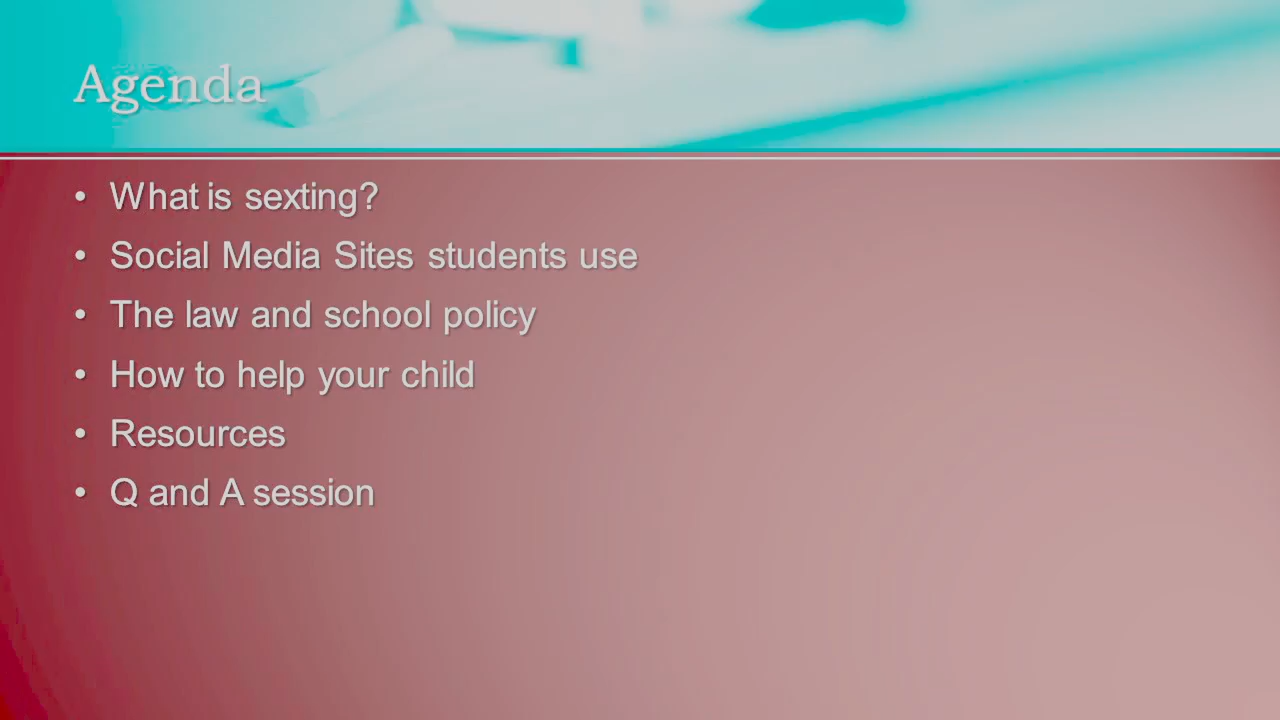 Agenda
• What is sexting?
• Social Media Sites students use
• The law and school policy
• How to help your child
• Resources
• Q and A session